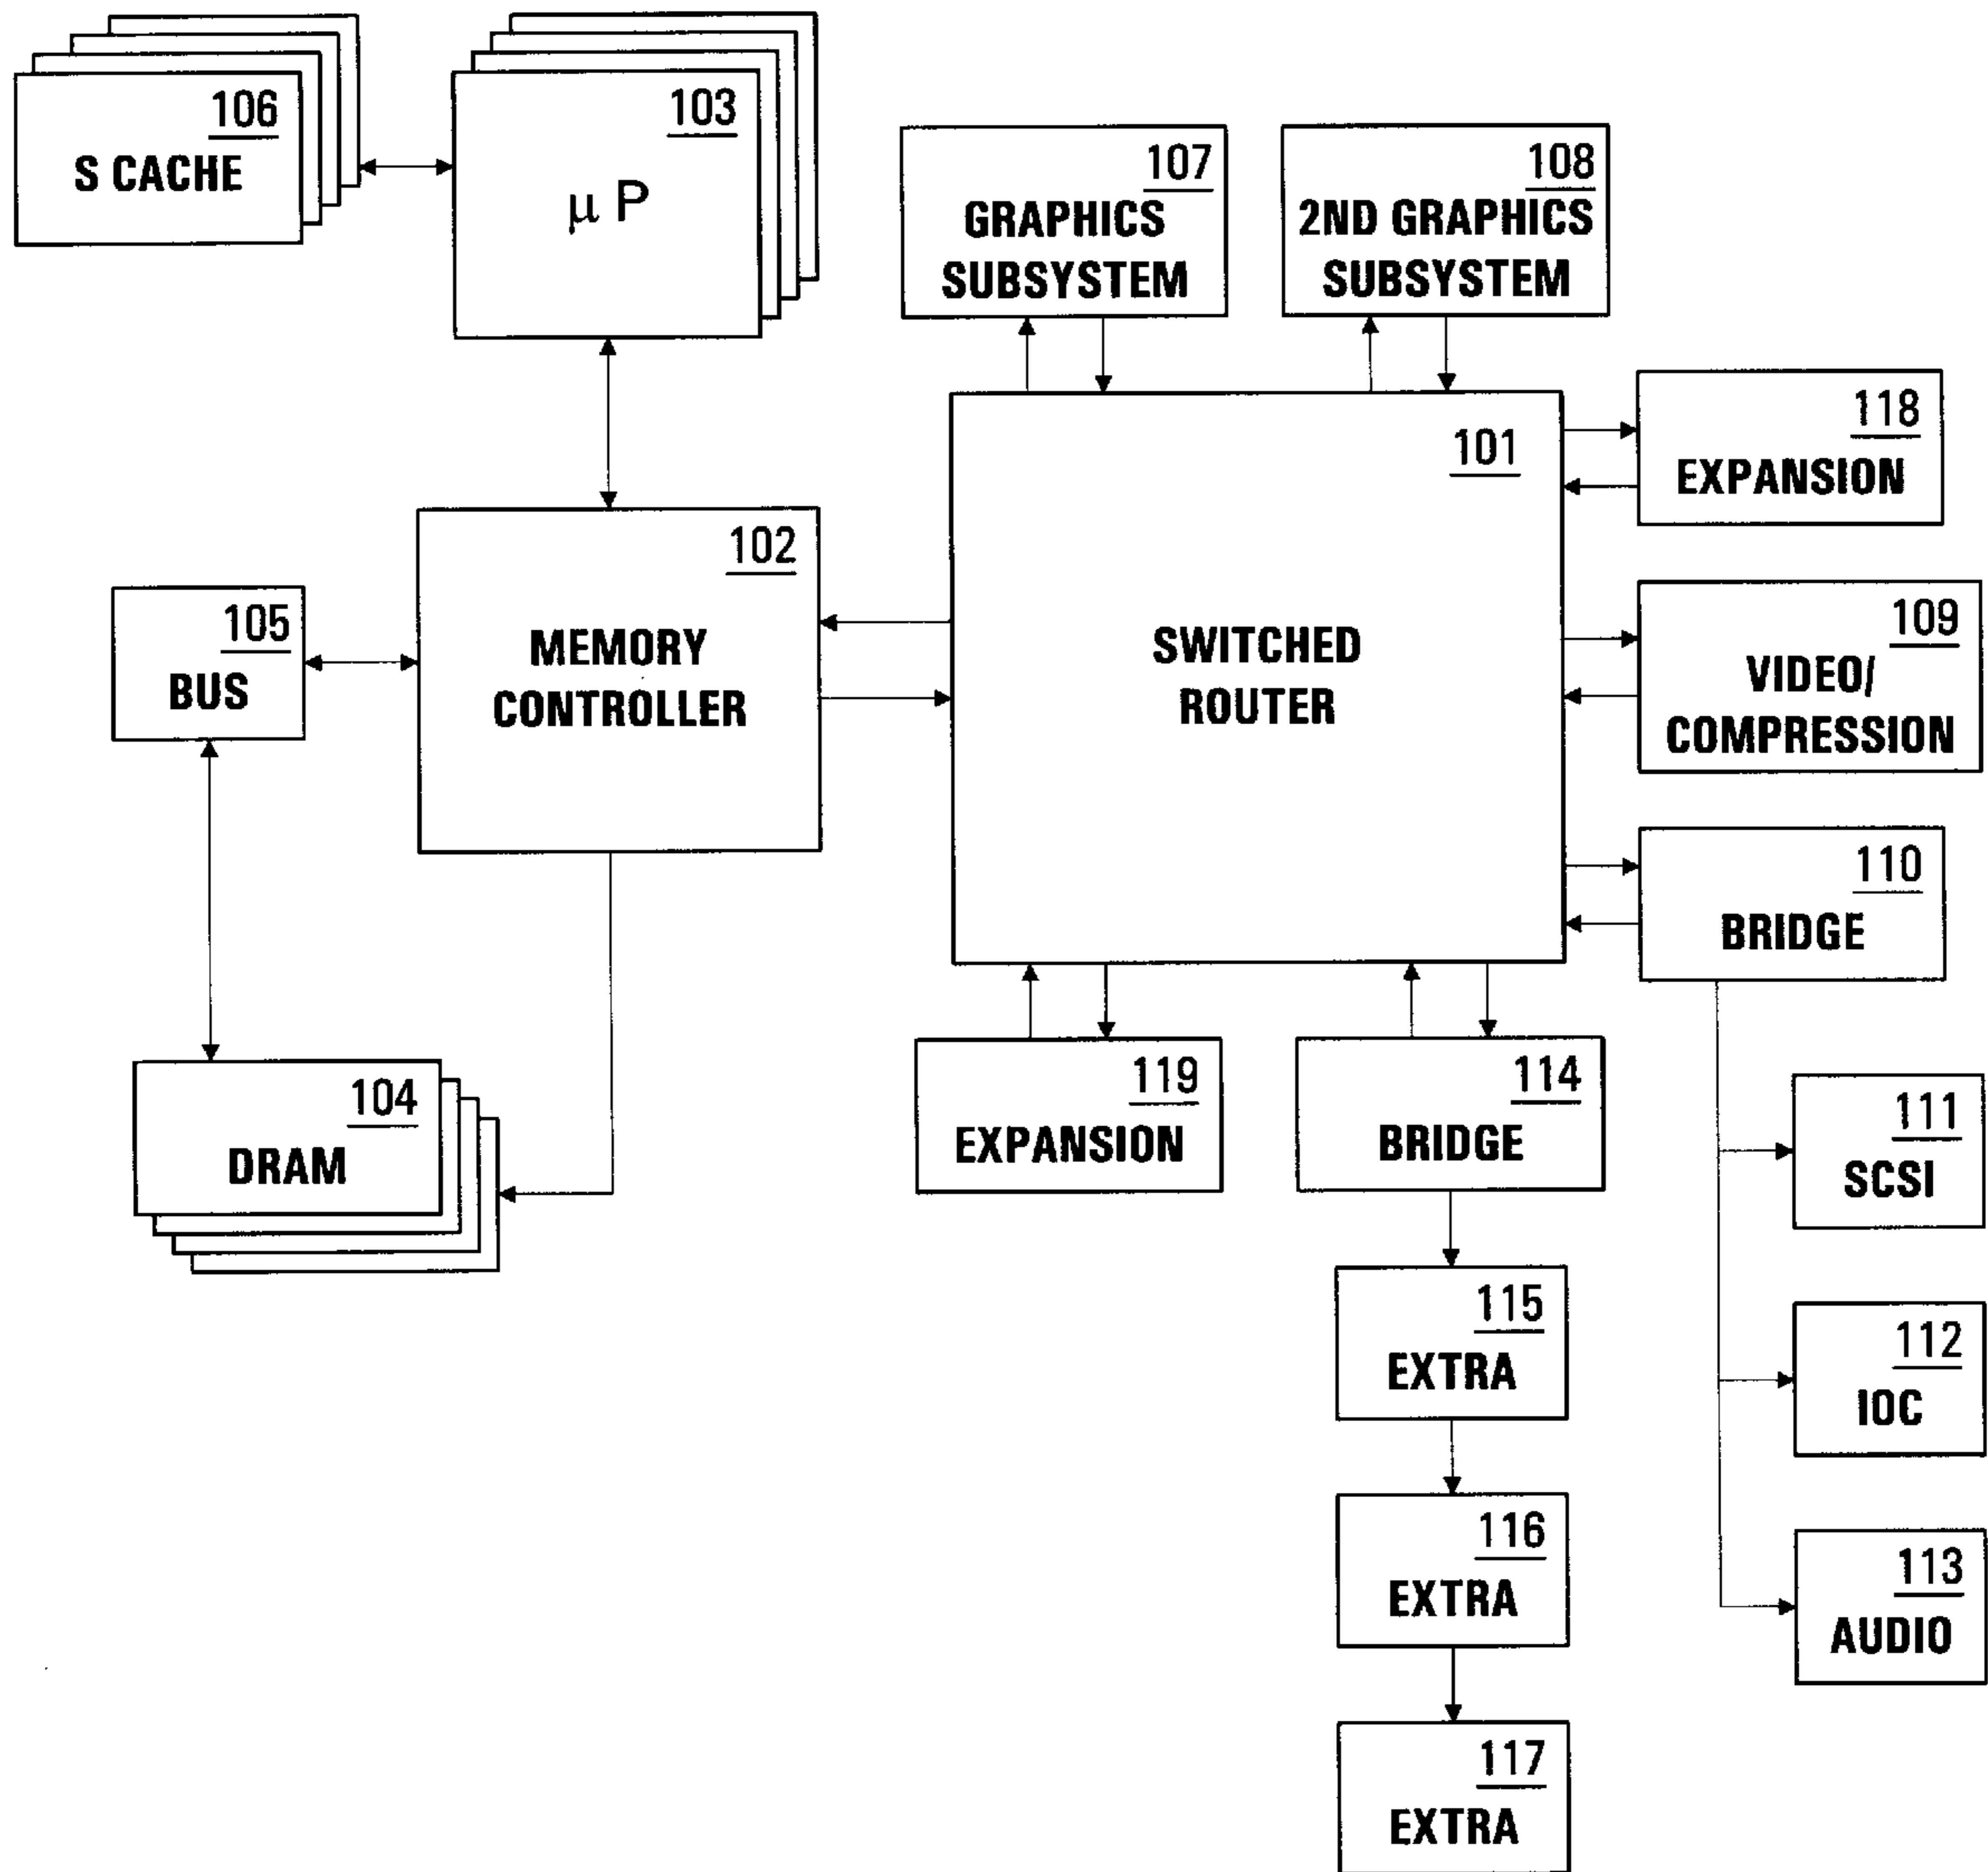 106
S CACHE
103
μ P
107
GRAPHICS
SUBSYSTEM
108
2ND GRAPHICS
SUBSYSTEM
118
EXPANSION
101
SWITCHED
ROUTER
102
MEMORY
CONTROLLER
105
BUS
109
VIDEO/
COMPRESSION
110
BRIDGE
104
DRAM
119
EXPANSION
114
BRIDGE
111
SCSI
115
EXTRA
112
IOC
116
EXTRA
113
AUDIO
117
EXTRA